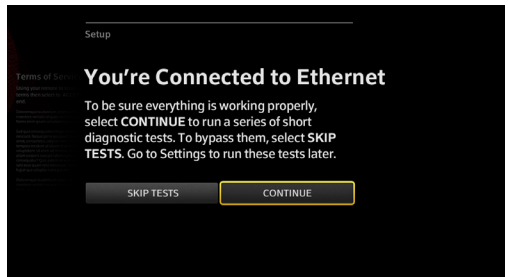 Setup
Terms of
You're Connected to Ethernet
To be sure everything is working properly,
select CONTINUE to run a series of short
diagnostic tests. To bypass them, select SKIP
TESTS. Go to Settings to run these tests later.
SKIP TESTS
CONTINUE